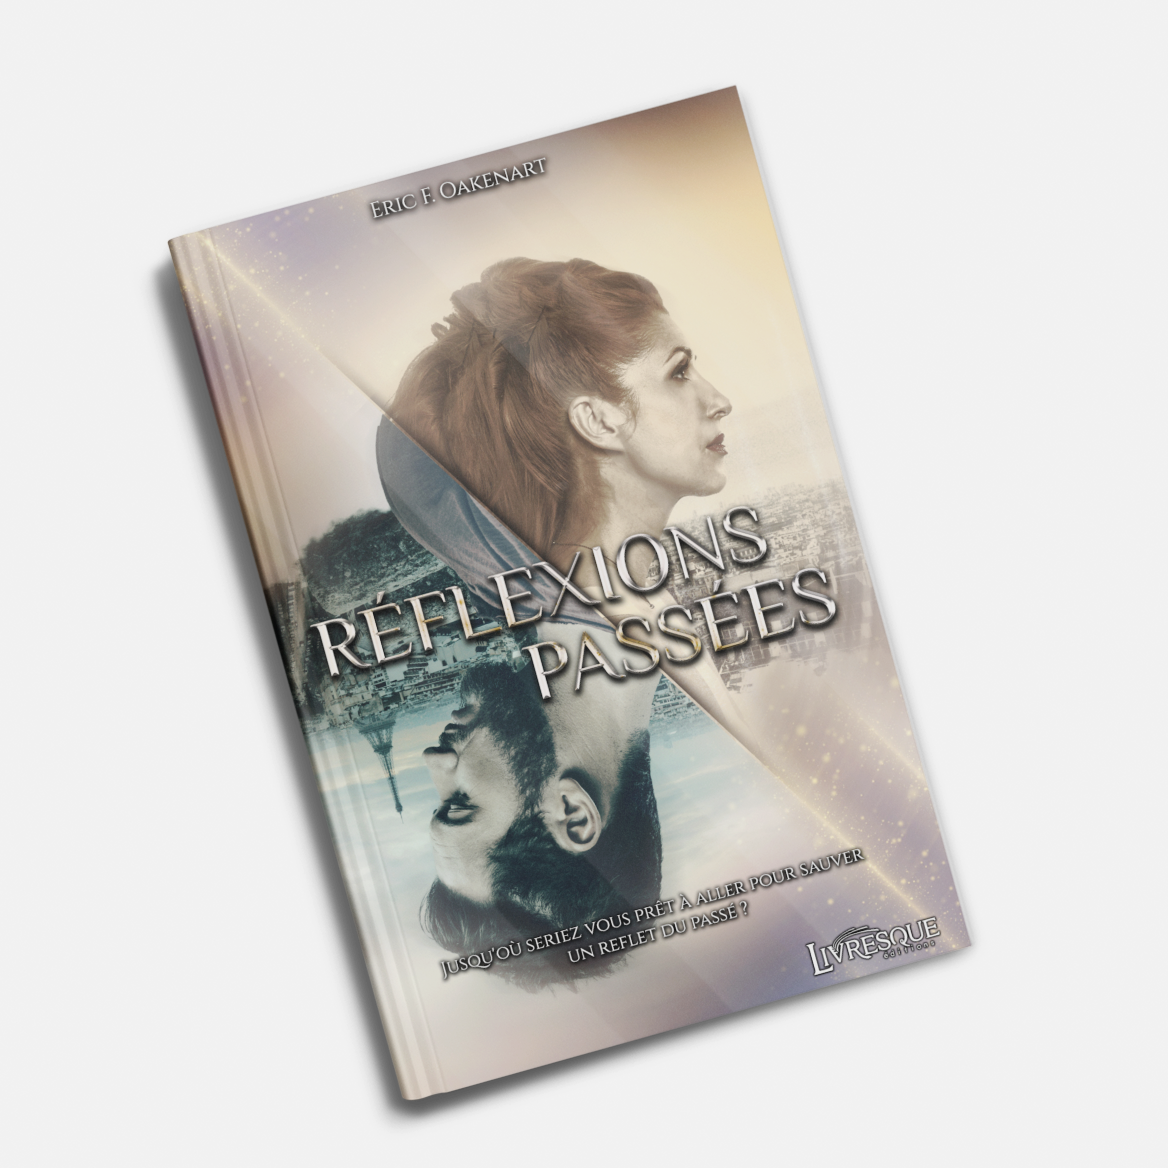 ERIC F. OAKENART
RÉFLEXIONS
PASSÉES
JUSQU'OÙ SERIEZ VOUS PRÊT À ALLER POUR SAUVER
UN REFLET DU PASSÉ ?
LIVRESQUE
éditions